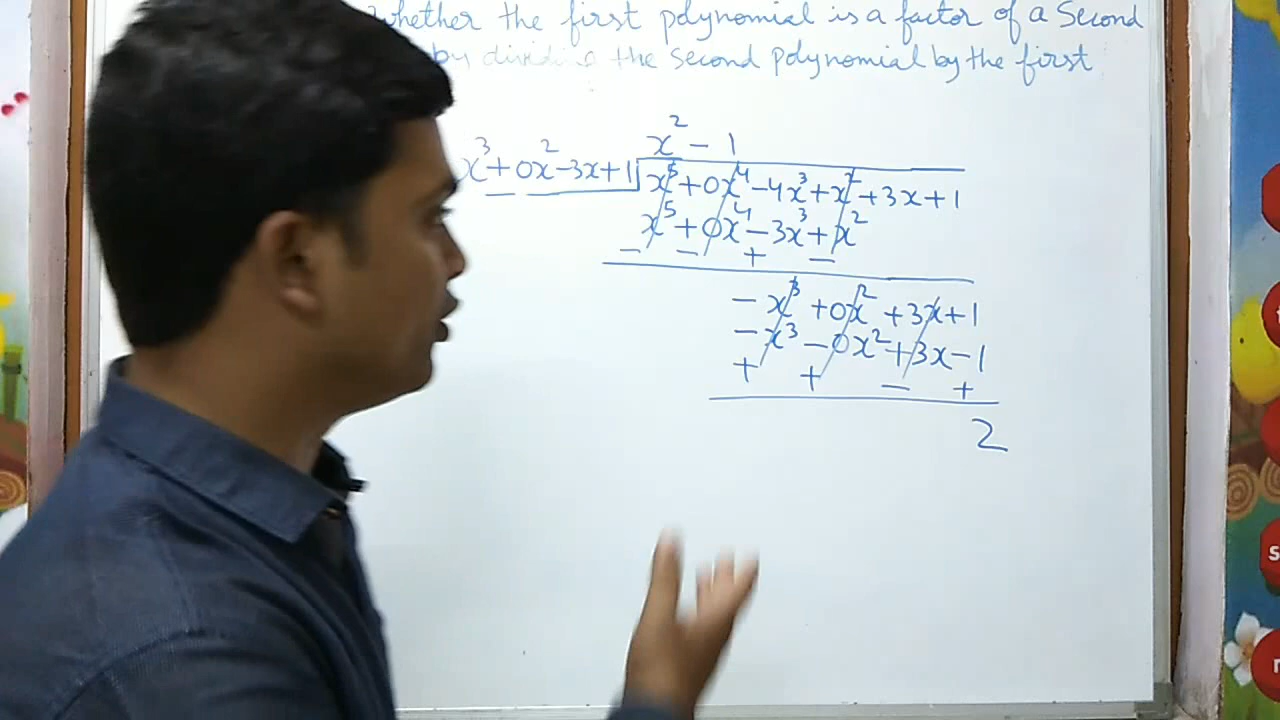 whether the first polynomial is a factor of a Second
by dividing the second polynomial by the first
x² - 1
x³ + 0x² - 3x + 1 x⁵ + 0x⁴ - 4x³ + x² + 3x + 1
x⁵ + 0x⁴ - 3x³ + x²
- - + -
- x³ + 0x² + 3x + 1
- x³ - 0x² + 3x - 1
+ + - +
2